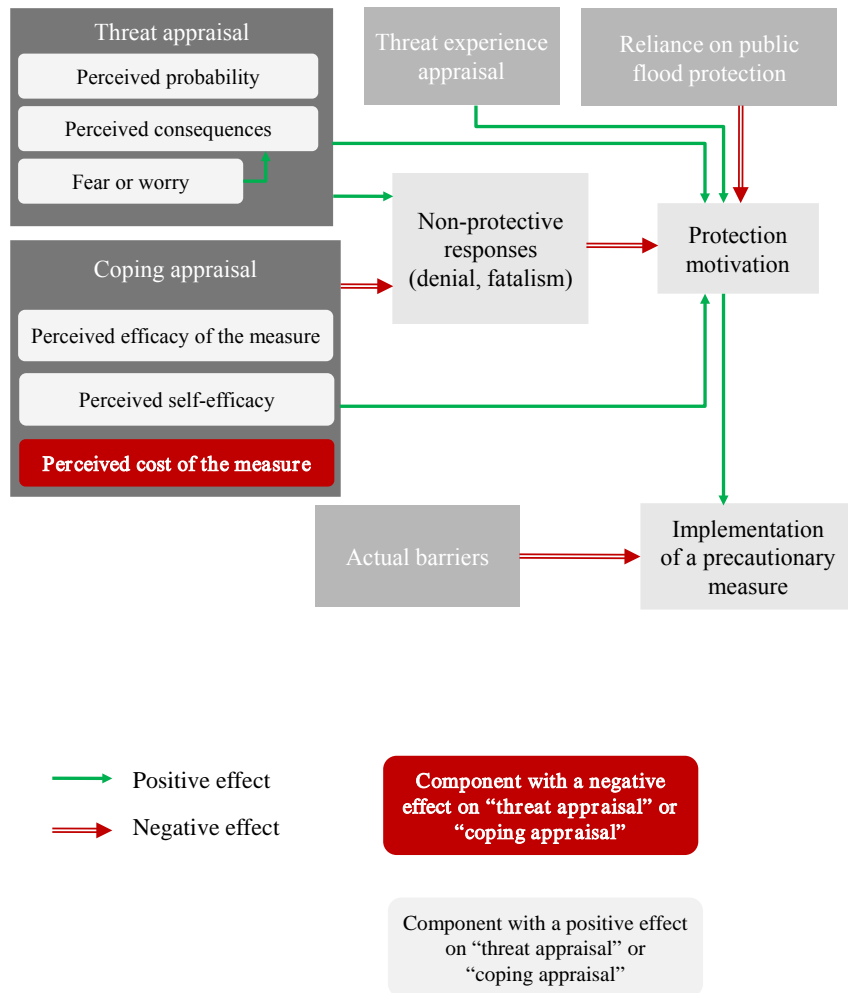 Threat appraisal
Perceived probability
Perceived consequences
Fear or worry
Threat experience
appraisal
Reliance on public
flood protection
Non-protective
responses
(denial, fatalism)
Protection
motivation
Coping appraisal
Perceived efficacy of the measure
Perceived self-efficacy
Perceived cost of the measure
Actual barriers
Implementation
of a precautionary
measure
Positive effect
Negative effect
Component with a negative
effect on “threat appraisal” or
“coping appraisal”
Component with a positive effect
on “threat appraisal” or
“coping appraisal”